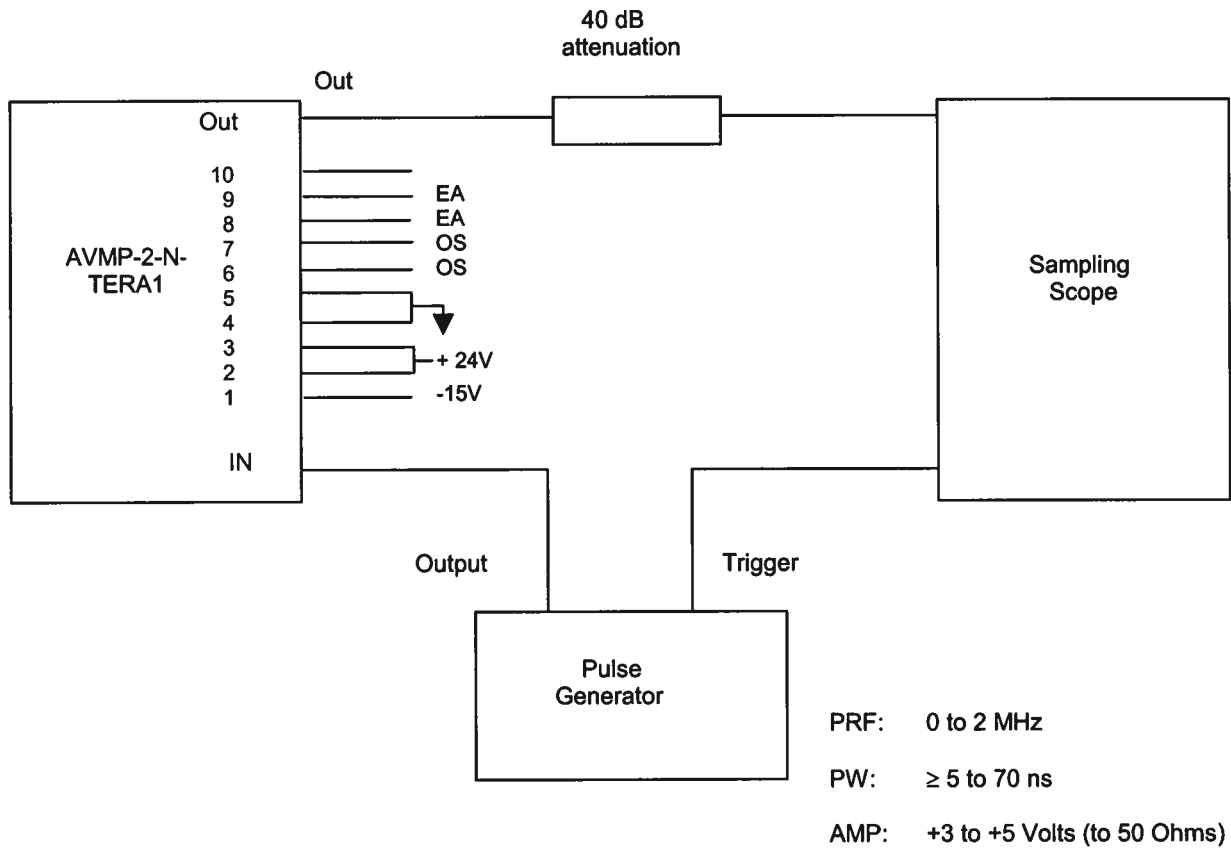 40 dB
attenuation
Out
Out
10
9 EA
8 EA
7 OS
6 OS
5
4
3
+ 24V
2
1 -15V
AVMP-2-N-
TERA1
Sampling
Scope
IN
Output
Trigger
Pulse
Generator
PRF: 0 to 2 MHz
PW: ≥ 5 to 70 ns
AMP: +3 to +5 Volts (to 50 Ohms)